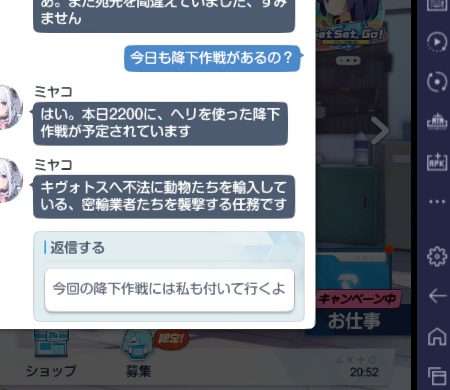 あ。また宛先を間違えていました、すみ
ません
今日も降下作戦があるの？
ミヤコ
はい。本日2200に、ヘリを使った降下
作戦が予定されています
ミヤコ
キヴォトスへ不法に動物たちを輸入して
いる、密輸業者たちを襲撃する任務です
返信する
今回の降下作戦には私も付いて行くよ
et Set, Go!
キャンペーン中
お仕事
限定!
ショップ
募集
20:52
APK